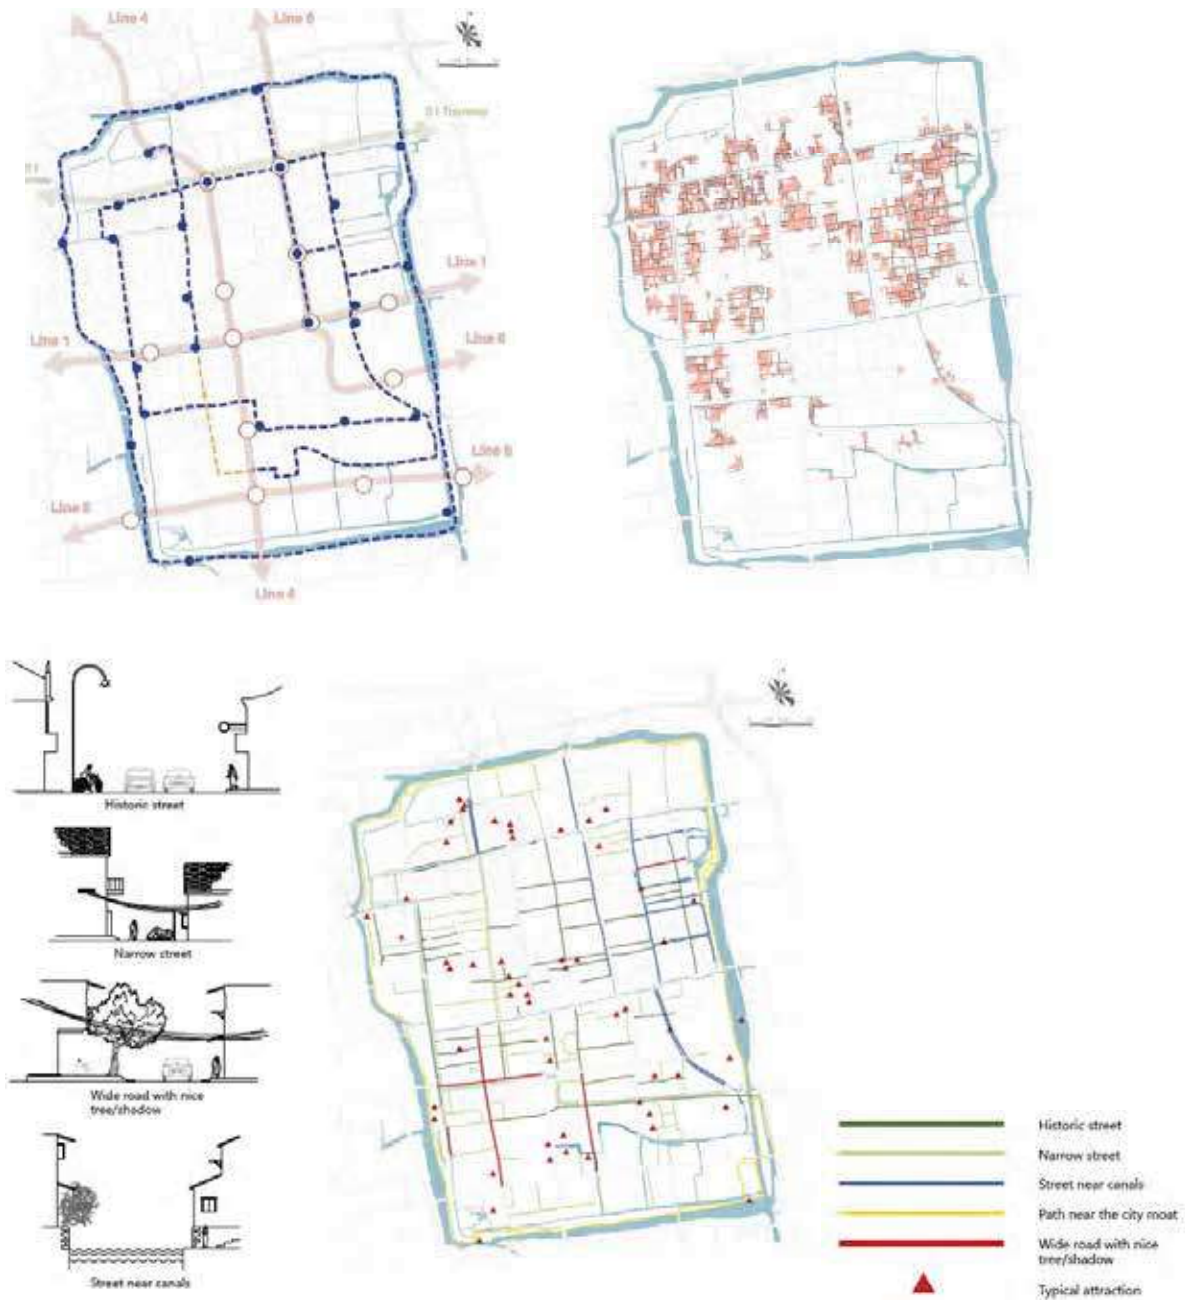 Line 4
Line 6
S1 Tramway
S1
Line 1
Line 1
Line 6
Line 8
Line 8
Line 4
Historic street
Narrow street
Wide road with nice
tree/shadow
Street near canals
Historic street
Narrow street
Street near canals
Path near the city moat
Wide road with nice
tree/shadow
Typical attraction